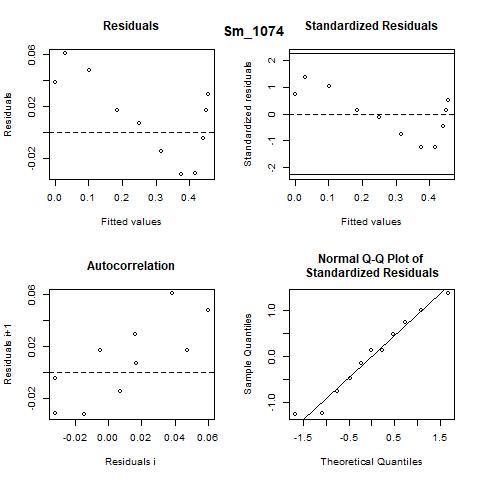 Sm_1074
Residuals
Residuals
-0.02
0.02
0.06
0.0
0.1
0.2
0.3
0.4
Fitted values
Standardized Residuals
Standardized residuals
-2
-1
0
1
2
0.0
0.1
0.2
0.3
0.4
Fitted values
Autocorrelation
Residuals i+1
-0.02
0.02
0.06
-0.02
0.00
0.02
0.04
0.06
Residuals i
Normal Q-Q Plot of
Standardized Residuals
Sample Quantiles
-1.0
0.0
1.0
-1.5
-0.5
0.5
1.5
Theoretical Quantiles